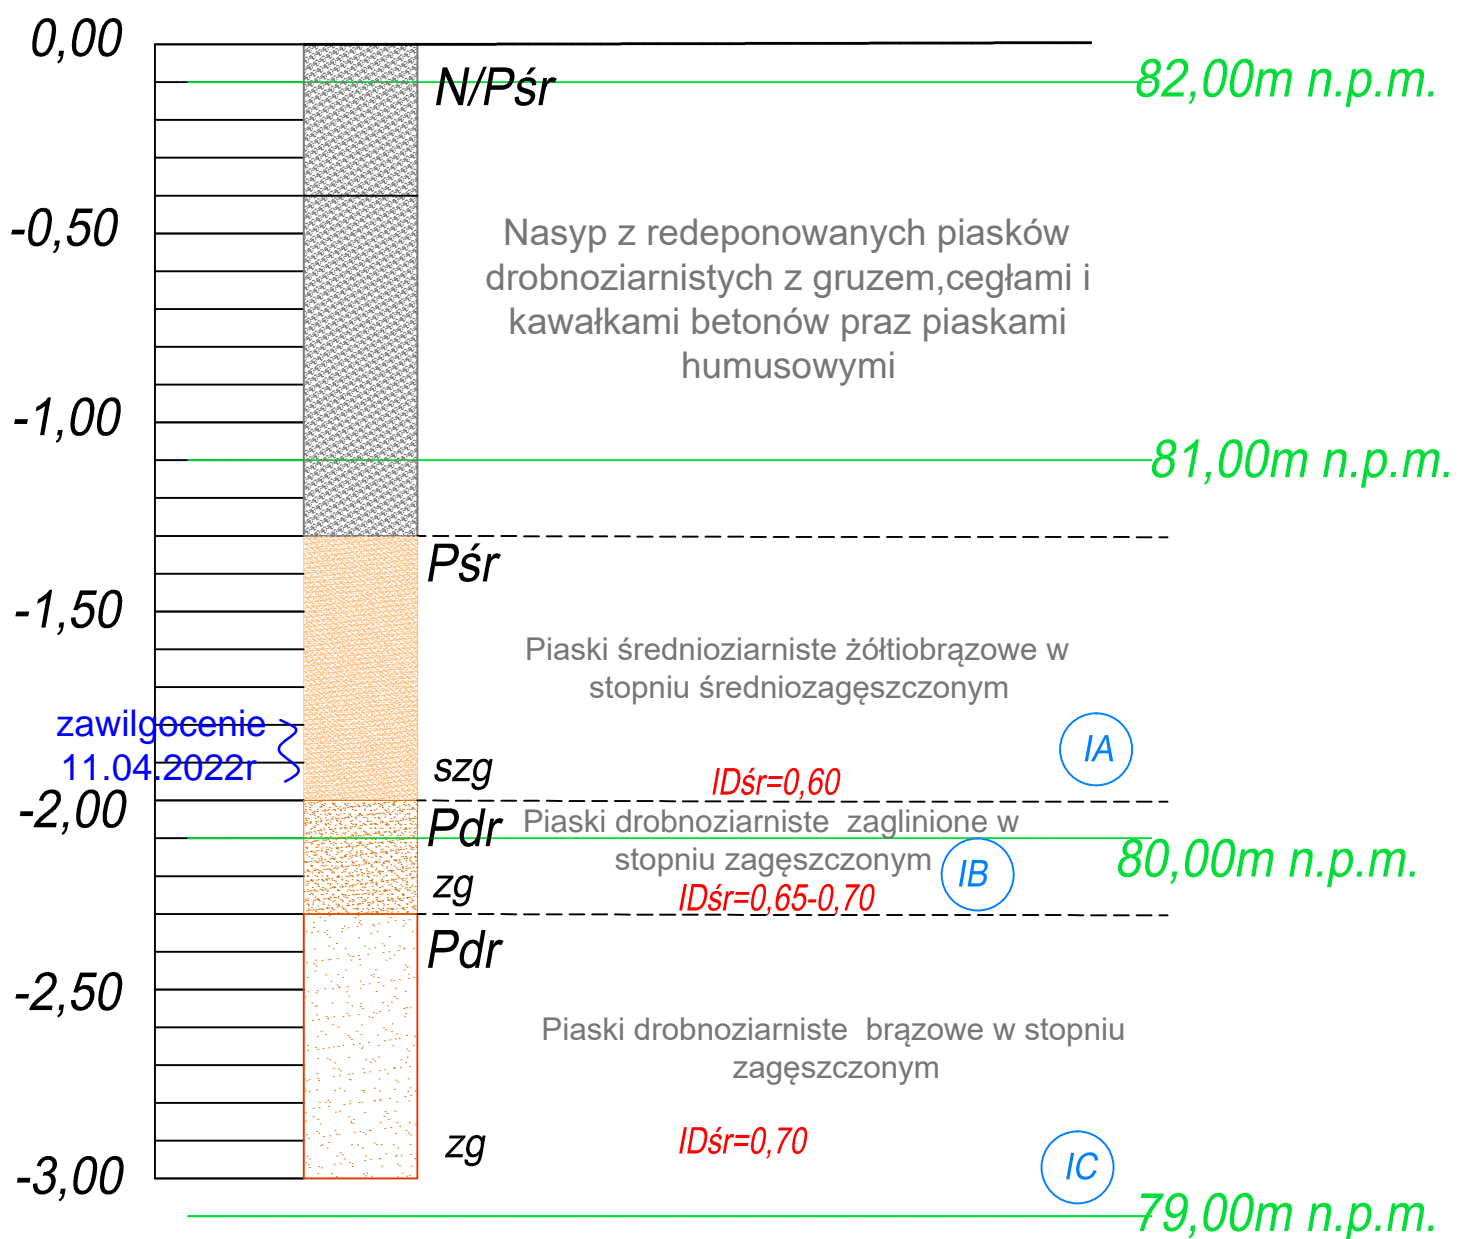 0,00
N/Pśr
82,00m n.p.m.
-0,50
Nasyp z redeponowanych piasków
drobnoziarnistych z gruzem,cegłami i
kawałkami betonów praz piaskami
humusowymi
-1,00
81,00m n.p.m.
Pśr
-1,50
Piaski średnioziarniste żółtiobrązowe w
stopniu średniozagęszczonym
zawilgocenie
11.04.2022r
IA
szg
IDśr=0,60
-2,00
Pdr
Piaski drobnoziarniste zaglinione w
stopniu zagęszczonym
80,00m n.p.m.
zg
IDśr=0,65-0,70
IB
Pdr
-2,50
Piaski drobnoziarniste brązowe w stopniu
zagęszczonym
zg
IDśr=0,70
IC
-3,00
79,00m n.p.m.